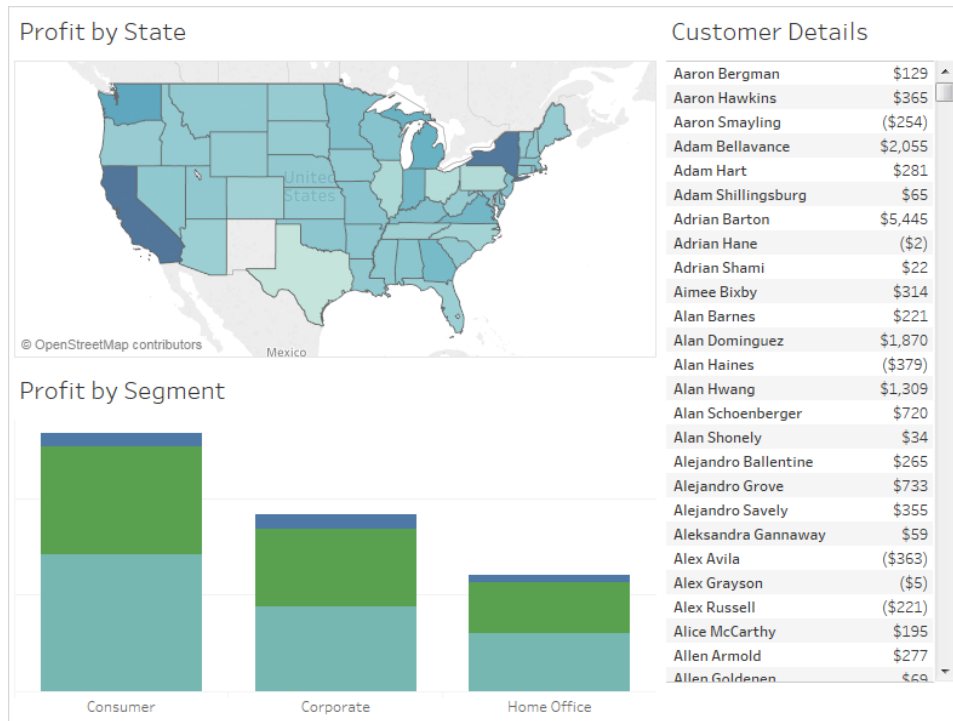 Profit by State
United
States
© OpenStreetMap contributors
Mexico
Profit by Segment
Consumer
Corporate
Home Office
Customer Details
Aaron Bergman $129
Aaron Hawkins $365
Aaron Smayling ($254)
Adam Bellavance $2,055
Adam Hart $281
Adam Shillingsburg $65
Adrian Barton $5,445
Adrian Hane ($2)
Adrian Shami $22
Aimee Bixby $314
Alan Barnes $221
Alan Dominguez $1,870
Alan Haines ($379)
Alan Hwang $1,309
Alan Schoenberger $720
Alan Shonely $34
Alejandro Ballentine $265
Alejandro Grove $733
Alejandro Savely $355
Aleksandra Gannaway $59
Alex Avila ($363)
Alex Grayson ($5)
Alex Russell ($221)
Alice McCarthy $195
Allen Armold $277
Allen Goldenen $69